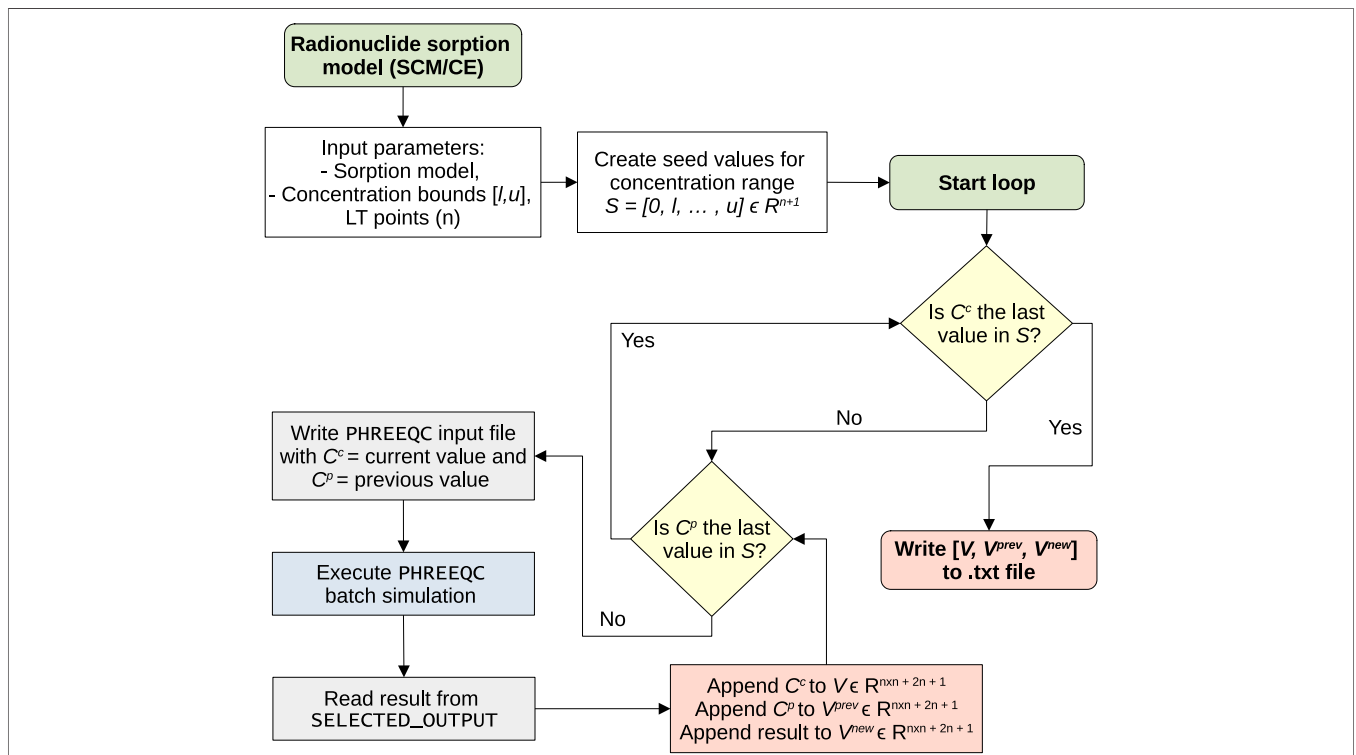 Radionuclide sorption
model (SCM/CE)
Input parameters:
- Sorption model,
- Concentration bounds [l,u],
LT points (n)
Create seed values for
concentration range
S = [0, l, … , u] ϵ Rⁿ⁺¹
Start loop
Is Cᶜ the last
value in S?
Yes
No
Yes
Write PHREEQC input file
with Cᶜ = current value and
Cᵖ = previous value
Is Cᵖ the last
value in S?
Write [V, Vᵖʳᵉᵛ, Vⁿᵉʷ]
to .txt file
Execute PHREEQC
batch simulation
No
Read result from
SELECTED_OUTPUT
Append Cᶜ to V ϵ Rⁿˣⁿ ⁺ ²ⁿ ⁺ ¹
Append Cᵖ to Vᵖʳᵉᵛ ϵ Rⁿˣⁿ ⁺ ²ⁿ ⁺ ¹
Append result to Vⁿᵉʷ ϵ Rⁿˣⁿ ⁺ ²ⁿ ⁺ ¹